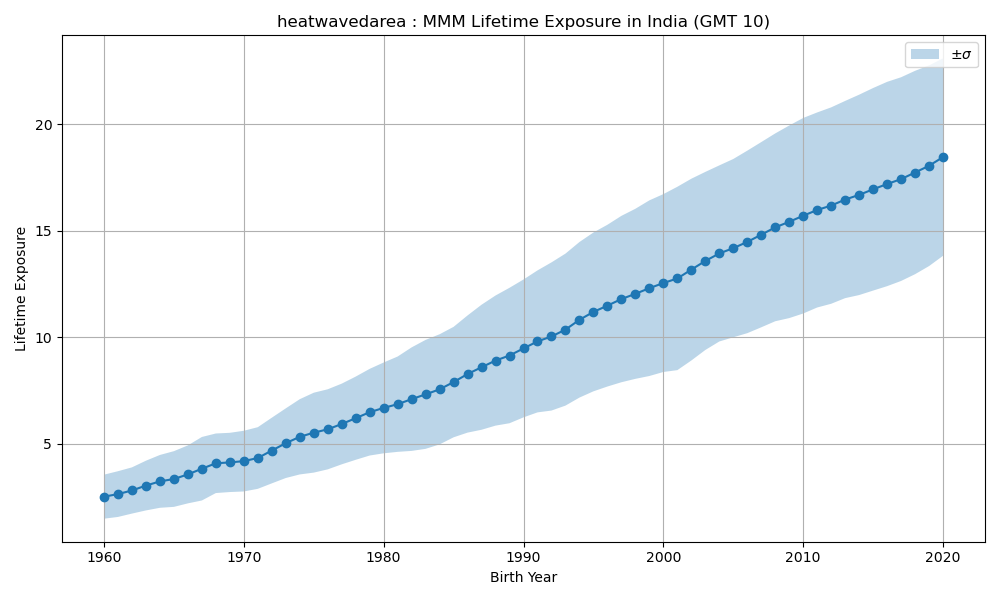 heatwavedarea : MMM Lifetime Exposure in India (GMT 10)
±σ
Lifetime Exposure
20
15
10
5
1960 1970 1980 1990 2000 2010 2020
Birth Year